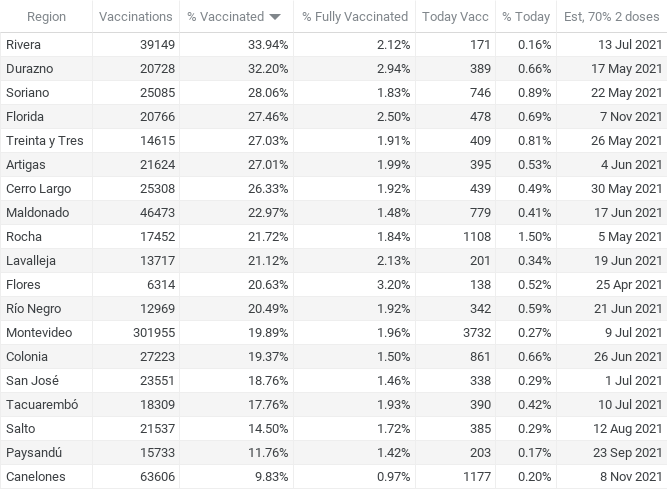 Region Vaccinations % Vaccinated % Fully Vaccinated Today Vacc % Today Est, 70% 2 doses
Rivera 39149 33.94% 2.12% 171 0.16% 13 Jul 2021
Durazno 20728 32.20% 2.94% 389 0.66% 17 May 2021
Soriano 25085 28.06% 1.83% 746 0.89% 22 May 2021
Florida 20766 27.46% 2.50% 478 0.69% 7 Nov 2021
Treinta y Tres 14615 27.03% 1.91% 409 0.81% 26 May 2021
Artigas 21624 27.01% 1.99% 395 0.53% 4 Jun 2021
Cerro Largo 25308 26.33% 1.92% 439 0.49% 30 May 2021
Maldonado 46473 22.97% 1.48% 779 0.41% 17 Jun 2021
Rocha 17452 21.72% 1.84% 1108 1.50% 5 May 2021
Lavalleja 13717 21.12% 2.13% 201 0.34% 19 Jun 2021
Flores 6314 20.63% 3.20% 138 0.52% 25 Apr 2021
Río Negro 12969 20.49% 1.92% 342 0.59% 21 Jun 2021
Montevideo 301955 19.89% 1.96% 3732 0.27% 9 Jul 2021
Colonia 27223 19.37% 1.50% 861 0.66% 26 Jun 2021
San José 23551 18.76% 1.46% 338 0.29% 1 Jul 2021
Tacuarembó 18309 17.76% 1.93% 390 0.42% 10 Jul 2021
Salto 21537 14.50% 1.72% 385 0.29% 12 Aug 2021
Paysandú 15733 11.76% 1.42% 203 0.17% 23 Sep 2021
Canelones 63606 9.83% 0.97% 1177 0.20% 8 Nov 2021